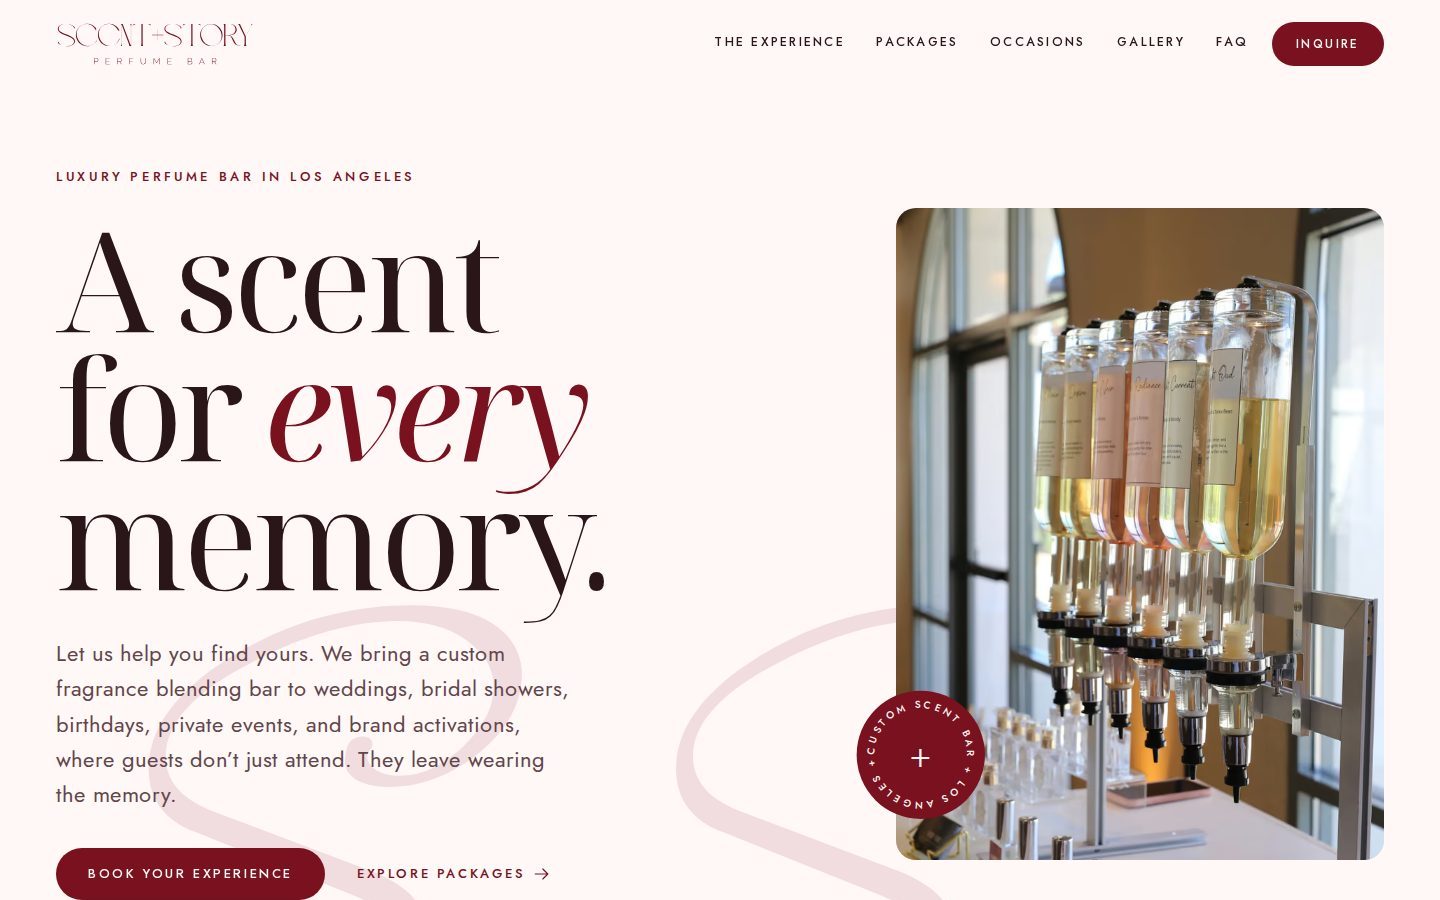 SCENT+STORY
PERFUME BAR
THE EXPERIENCE
PACKAGES
OCCASIONS
GALLERY
FAQ
INQUIRE
LUXURY PERFUME BAR IN LOS ANGELES
A scent
for every
memory.
Let us help you find yours. We bring a custom
fragrance blending bar to weddings, bridal showers,
birthdays, private events, and brand activations,
where guests don’t just attend. They leave wearing
the memory.
BOOK YOUR EXPERIENCE
EXPLORE PACKAGES →
Radiance
CUSTOM SCENT BAR + LOS ANGELES +
+